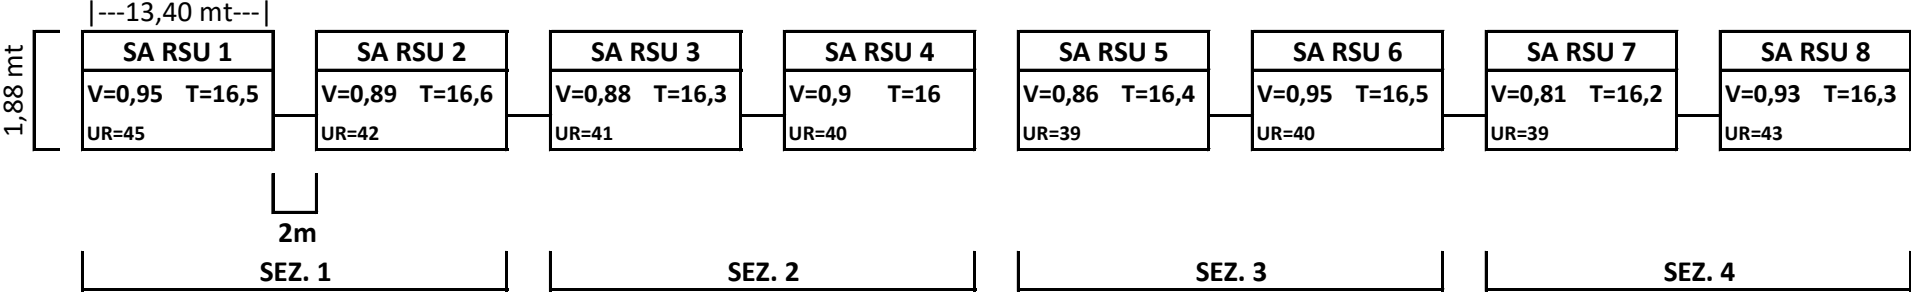 |---13,40 mt---|
1,88 mt
SA RSU 1 SA RSU 2 SA RSU 3 SA RSU 4 SA RSU 5 SA RSU 6 SA RSU 7 SA RSU 8
V=0,95 T=16,5 V=0,89 T=16,6 V=0,88 T=16,3 V=0,9 T=16 V=0,86 T=16,4 V=0,95 T=16,5 V=0,81 T=16,2 V=0,93 T=16,3
UR=45 UR=42 UR=41 UR=40 UR=39 UR=40 UR=39 UR=43
2m
SEZ. 1 SEZ. 2 SEZ. 3 SEZ. 4